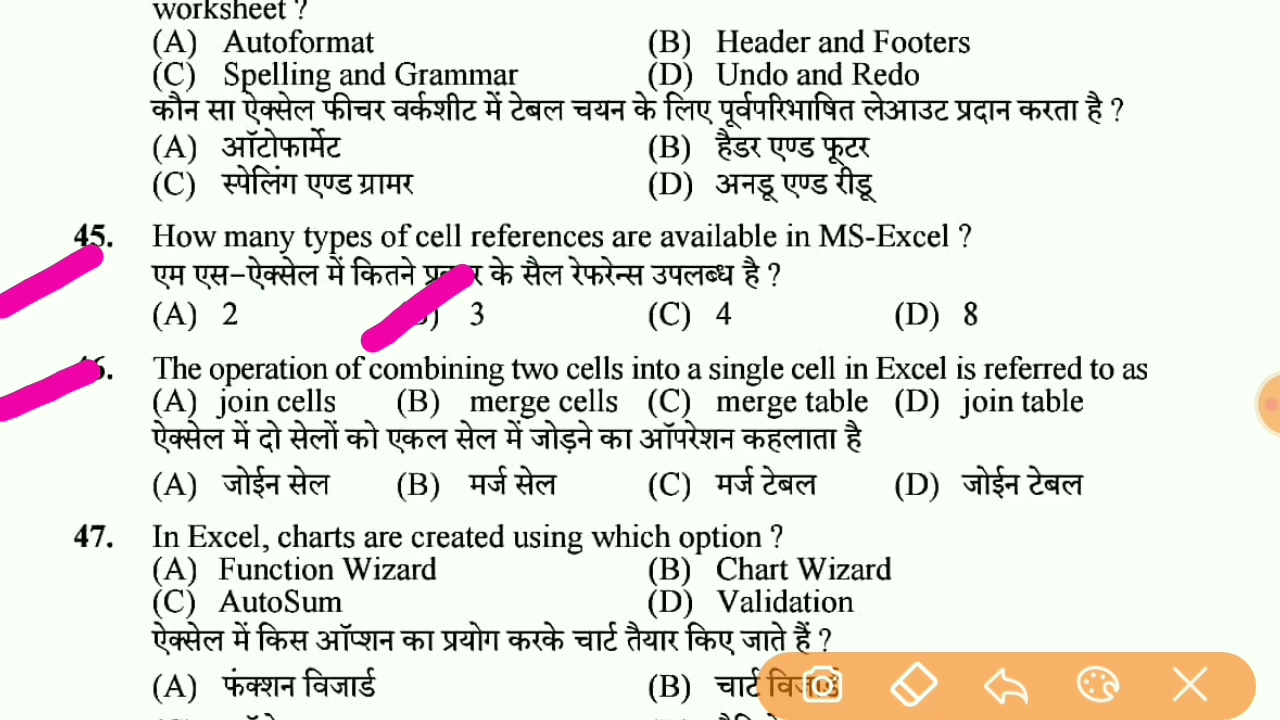 worksheet ?
(A) Autoformat (B) Header and Footers
(C) Spelling and Grammar (D) Undo and Redo
कौन सा ऐक्सेल फीचर वर्कशीट में टेबल चयन के लिए पूर्वपरिभाषित लेआउट प्रदान करता है ?
(A) ऑटोफार्मेट (B) हैडर एण्ड फूटर
(C) स्पेलिंग एण्ड ग्रामर (D) अनडू एण्ड रीडू
45. How many types of cell references are available in MS-Excel ?
एम एस-ऐक्सेल में कितने प्रकार के सैल रेफरेन्स उपलब्ध है ?
(A) 2 3 (C) 4 (D) 8
The operation of combining two cells into a single cell in Excel is referred to as
(A) join cells (B) merge cells (C) merge table (D) join table
ऐक्सेल में दो सेलों को एकल सेल में जोड़ने का ऑपरेशन कहलाता है
(A) जोईन सेल (B) मर्ज सेल (C) मर्ज टेबल (D) जोईन टेबल
47. In Excel, charts are created using which option ?
(A) Function Wizard (B) Chart Wizard
(C) AutoSum (D) Validation
ऐक्सेल में किस ऑप्शन का प्रयोग करके चार्ट तैयार किए जाते हैं ?
(A) फंक्शन विजार्ड (B) चार्ट